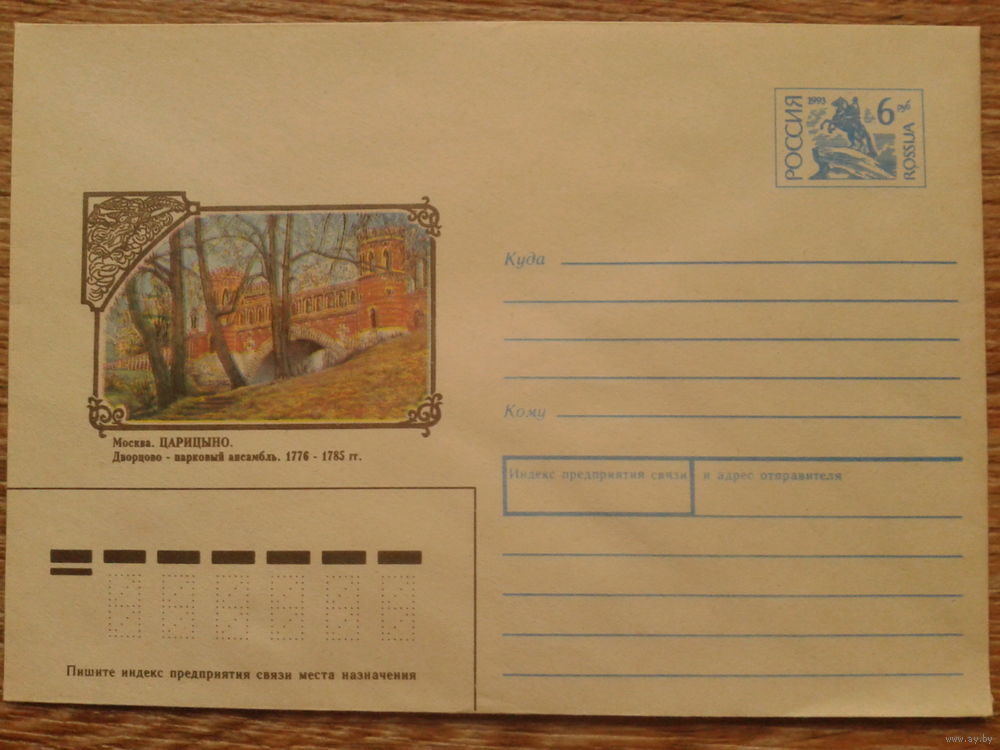 РОССИЯ
1993
6 руб
ROSSIJA
Куда
Кому
Москва. ЦАРИЦЫНО.
Дворцово - парковый ансамбль. 1776 - 1785 гг.
Индекс предприятия связи и адрес отправителя
Пишите индекс предприятия связи места назначения
www.ay.by